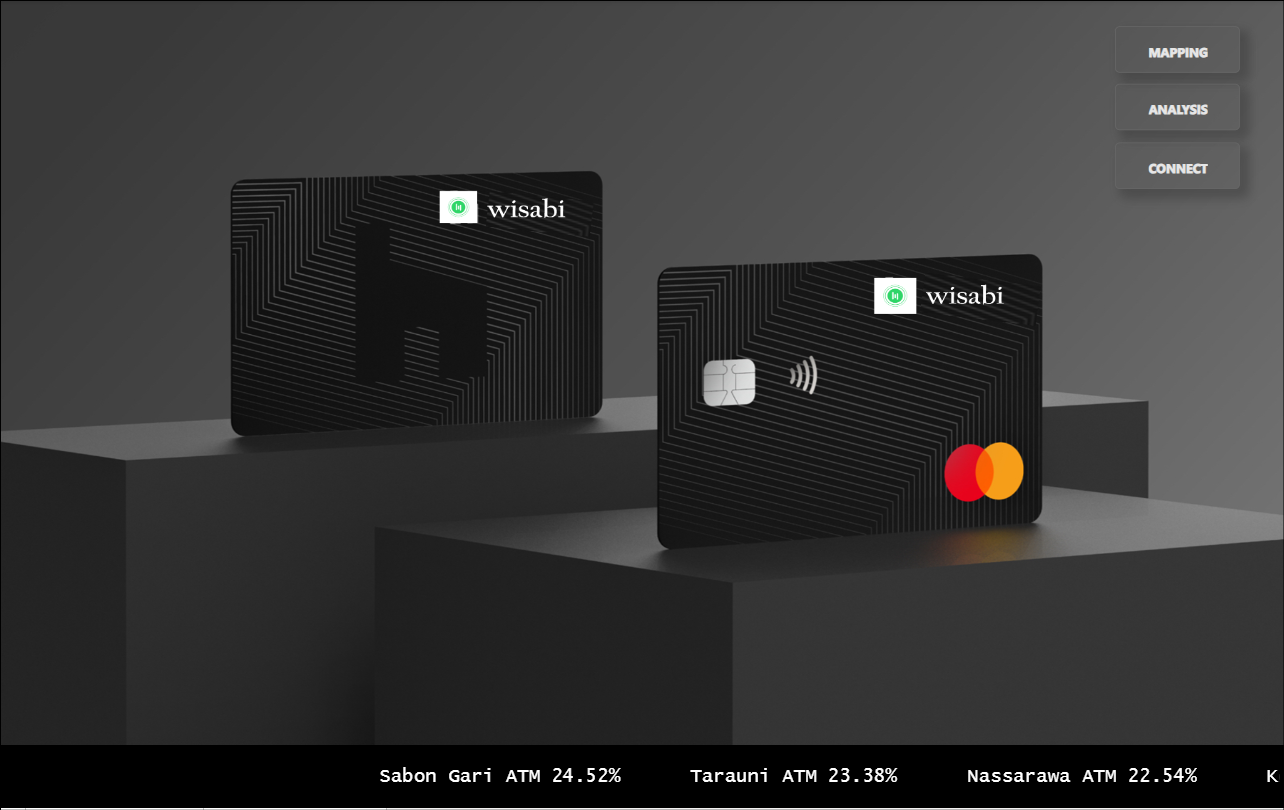 MAPPING
ANALYSIS
CONNECT
wisabi
wisabi
Sabon Gari ATM 24.52% Tarauni ATM 23.38% Nassarawa ATM 22.54% K